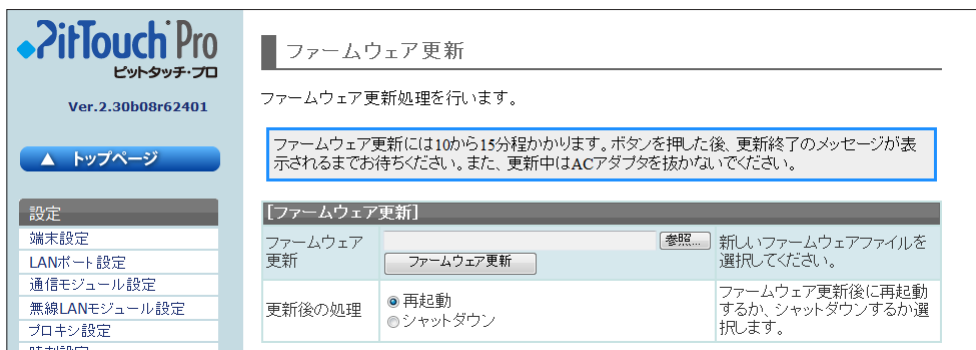 PitTouch Pro
ピットタッチ・プロ
Ver.2.30b08r62401
▲ トップページ
設定
端末設定
LANポート設定
通信モジュール設定
無線LANモジュール設定
プロキシ設定
ファームウェア更新
ファームウェア更新処理を行います。
ファームウェア更新には10から15分程かかります。ボタンを押した後、更新終了のメッセージが表
示されるまでお待ちください。また、更新中はACアダプタを抜かないでください。
[ファームウェア更新]
ファームウェア
更新
参照...
ファームウェア更新
新しいファームウェアファイルを
選択してください。
更新後の処理
再起動
シャットダウン
ファームウェア更新後に再起動
するか、シャットダウンするか選
択します。